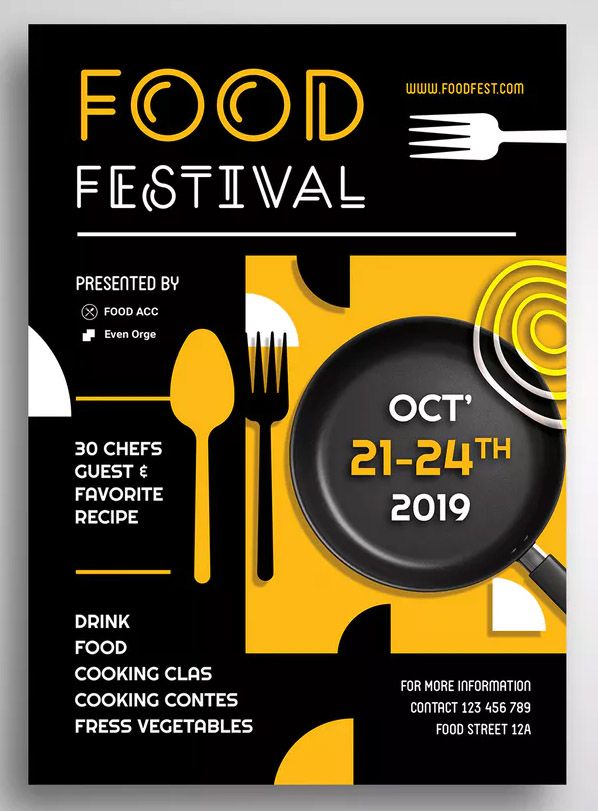 FOOD
FESTIVAL
WWW.FOODFEST.COM
PRESENTED BY
FOOD ACC
Even Orge
30 CHEFS
GUEST &
FAVORITE
RECIPE
OCT'
21-24TH
2019
DRINK
FOOD
COOKING CLAS
COOKING CONTES
FRESS VEGETABLES
FOR MORE INFORMATION
CONTACT 123 456 789
FOOD STREET 12A